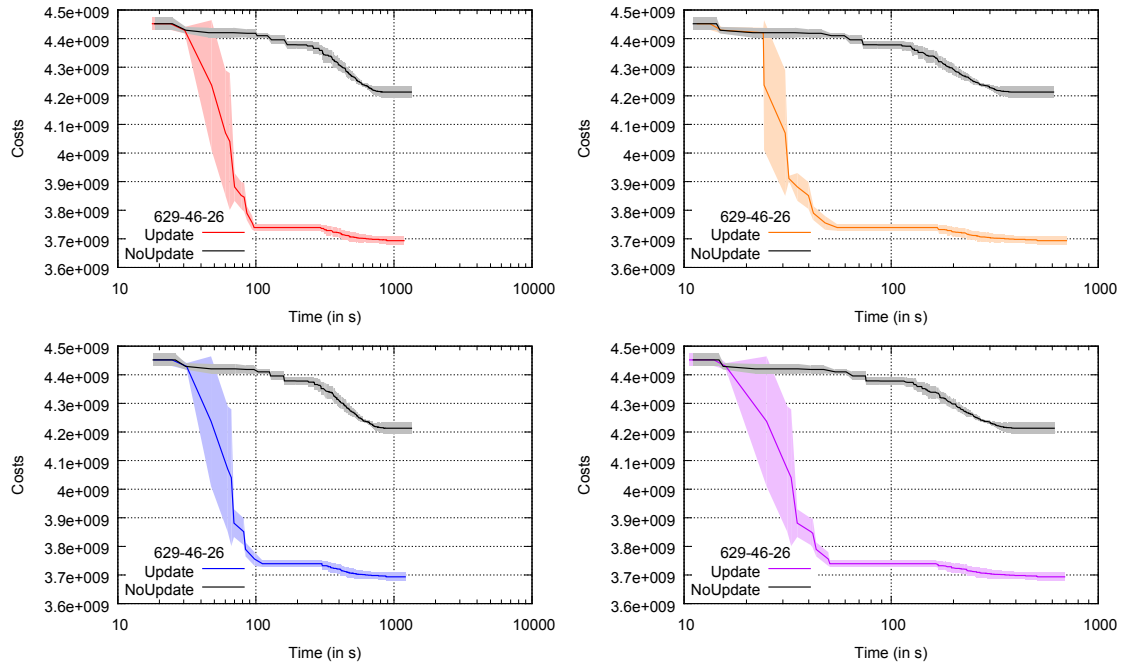 4.5e+009
4.4e+009
4.3e+009
4.2e+009
4.1e+009
4e+009
3.9e+009
3.8e+009
3.7e+009
3.6e+009
Costs
629-46-26
Update
NoUpdate
10 100 1000 10000
Time (in s)
4.5e+009
4.4e+009
4.3e+009
4.2e+009
4.1e+009
4e+009
3.9e+009
3.8e+009
3.7e+009
3.6e+009
Costs
629-46-26
Update
NoUpdate
10 100 1000
Time (in s)
4.5e+009
4.4e+009
4.3e+009
4.2e+009
4.1e+009
4e+009
3.9e+009
3.8e+009
3.7e+009
3.6e+009
Costs
629-46-26
Update
NoUpdate
10 100 1000 10000
Time (in s)
4.5e+009
4.4e+009
4.3e+009
4.2e+009
4.1e+009
4e+009
3.9e+009
3.8e+009
3.7e+009
3.6e+009
Costs
629-46-26
Update
NoUpdate
10 100 1000
Time (in s)